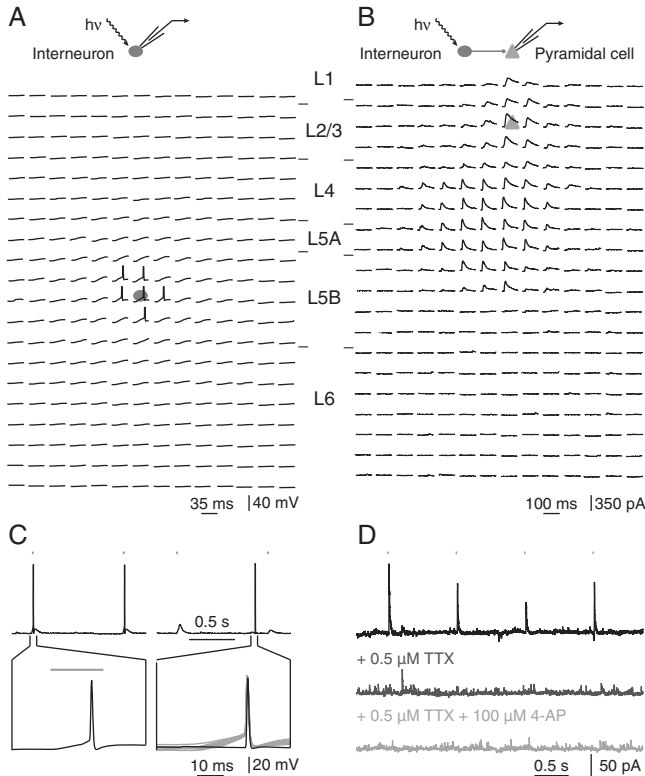 A
B
hν
hν
Interneuron
Interneuron
Pyramidal cell
L1
L2/3
L4
L5A
L5B
L6
35 ms
40 mV
100 ms
350 pA
C
D
0.5 s
+ 0.5 µM TTX
+ 0.5 µM TTX + 100 µM 4-AP
10 ms
20 mV
0.5 s
50 pA